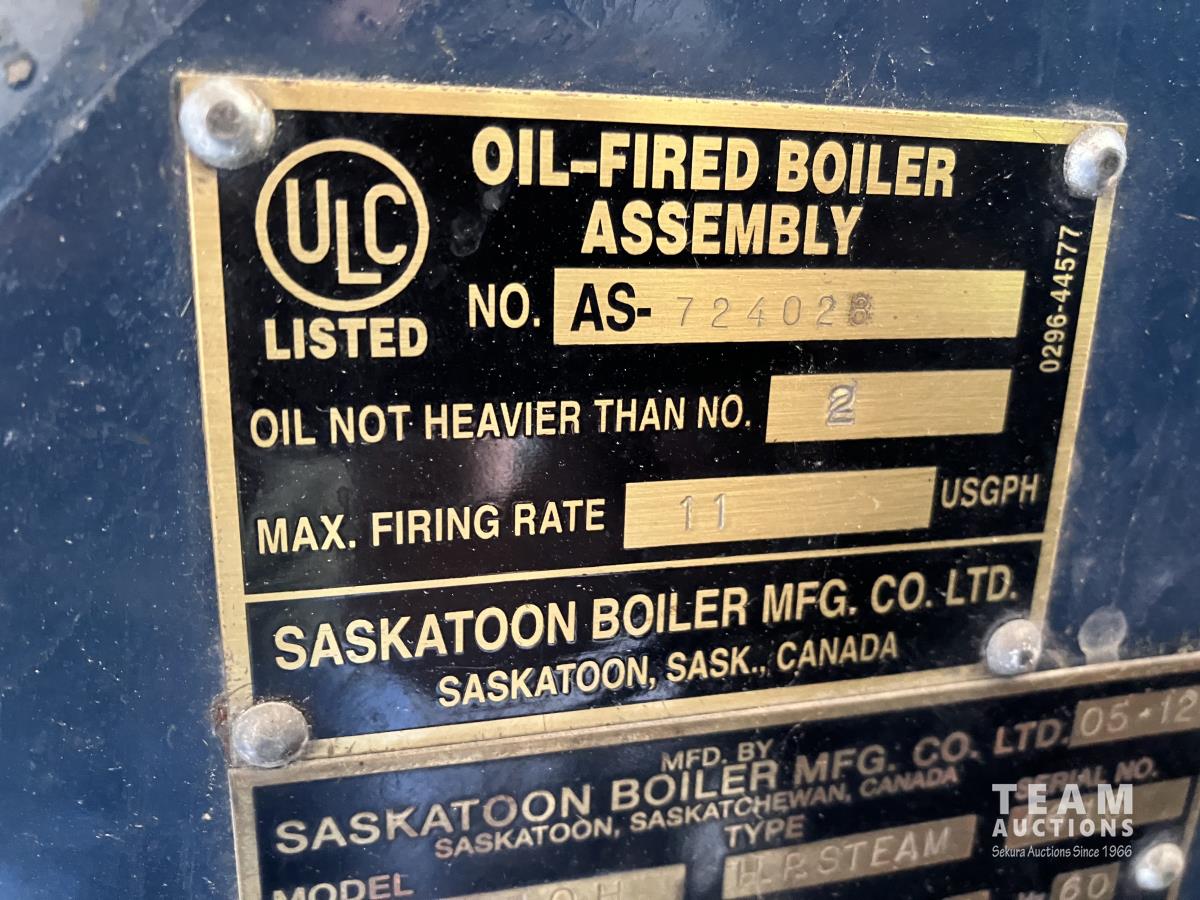 ULC
LISTED
OIL-FIRED BOILER
ASSEMBLY
NO. AS- 724028
0296-44577
OIL NOT HEAVIER THAN NO. 2
MAX. FIRING RATE 11 USGPH
SASKATOON BOILER MFG. CO. LTD.
SASKATOON, SASK., CANADA
MFD. BY
SASKATOON BOILER MFG. CO. LTD. 05-12
SASKATOON, SASKATCHEWAN, CANADA
SERIAL NO.
TYPE
H.P. STEAM
MODEL
60
TEAM
AUCTIONS
Sekura Auctions Since 1966